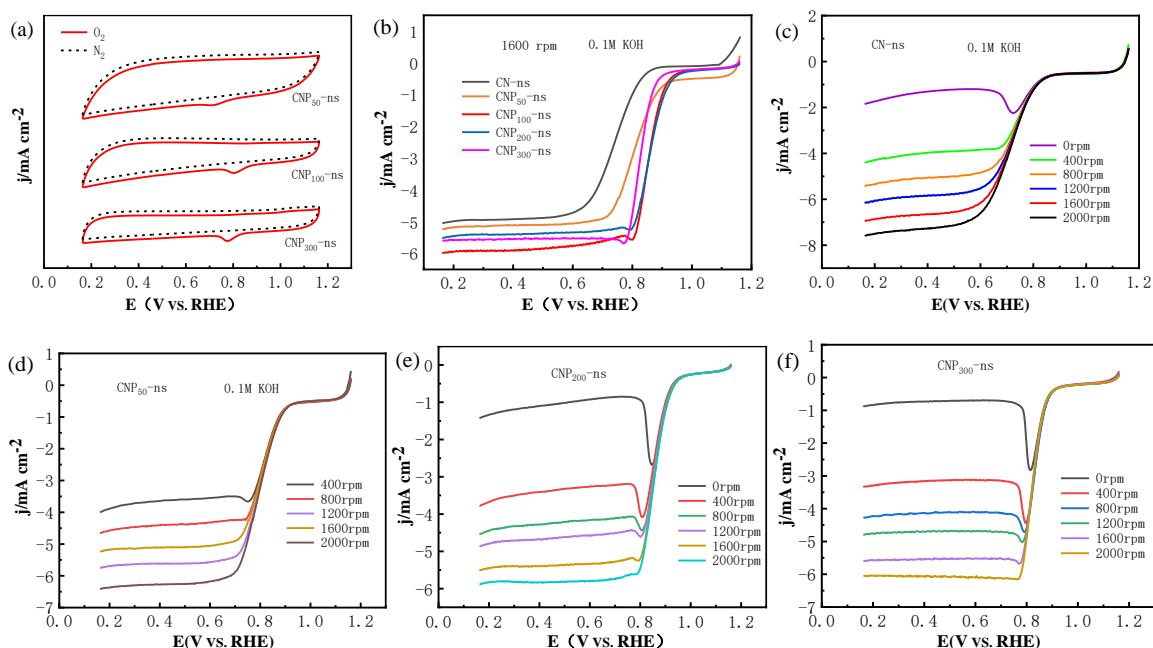 (a)
O₂
N₂
CNP₅₀-ns
CNP₁₀₀-ns
CNP₃₀₀-ns
j/mA cm⁻²
0.0 0.2 0.4 0.6 0.8 1.0 1.2
E（V vs. RHE）
(b)
1600 rpm 0.1M KOH
CN-ns
CNP₅₀-ns
CNP₁₀₀-ns
CNP₂₀₀-ns
CNP₃₀₀-ns
j/mA cm⁻²
1
0
−1
−2
−3
−4
−5
−6
0.2 0.4 0.6 0.8 1.0 1.2
E（V vs. RHE）
(c)
CN-ns 0.1M KOH
0rpm
400rpm
800rpm
1200rpm
1600rpm
2000rpm
j/mA cm⁻²
2
0
−2
−4
−6
−8
0.0 0.2 0.4 0.6 0.8 1.0 1.2
E(V vs. RHE)
(d)
CNP₅₀-ns 0.1M KOH
400rpm
800rpm
1200rpm
1600rpm
2000rpm
j/mA cm⁻²
1
0
−1
−2
−3
−4
−5
−6
−7
0.0 0.2 0.4 0.6 0.8 1.0 1.2
E(V vs. RHE)
(e)
CNP₂₀₀-ns
0rpm
400rpm
800rpm
1200rpm
1600rpm
2000rpm
j/mA cm⁻²
1
0
−1
−2
−3
−4
−5
−6
0.0 0.2 0.4 0.6 0.8 1.0 1.2
E（V vs. RHE）
(f)
CNP₃₀₀-ns
0rpm
400rpm
800rpm
1200rpm
1600rpm
2000rpm
j/mA cm⁻²
1
0
−1
−2
−3
−4
−5
−6
−7
0.0 0.2 0.4 0.6 0.8 1.0 1.2
E(V vs. RHE)